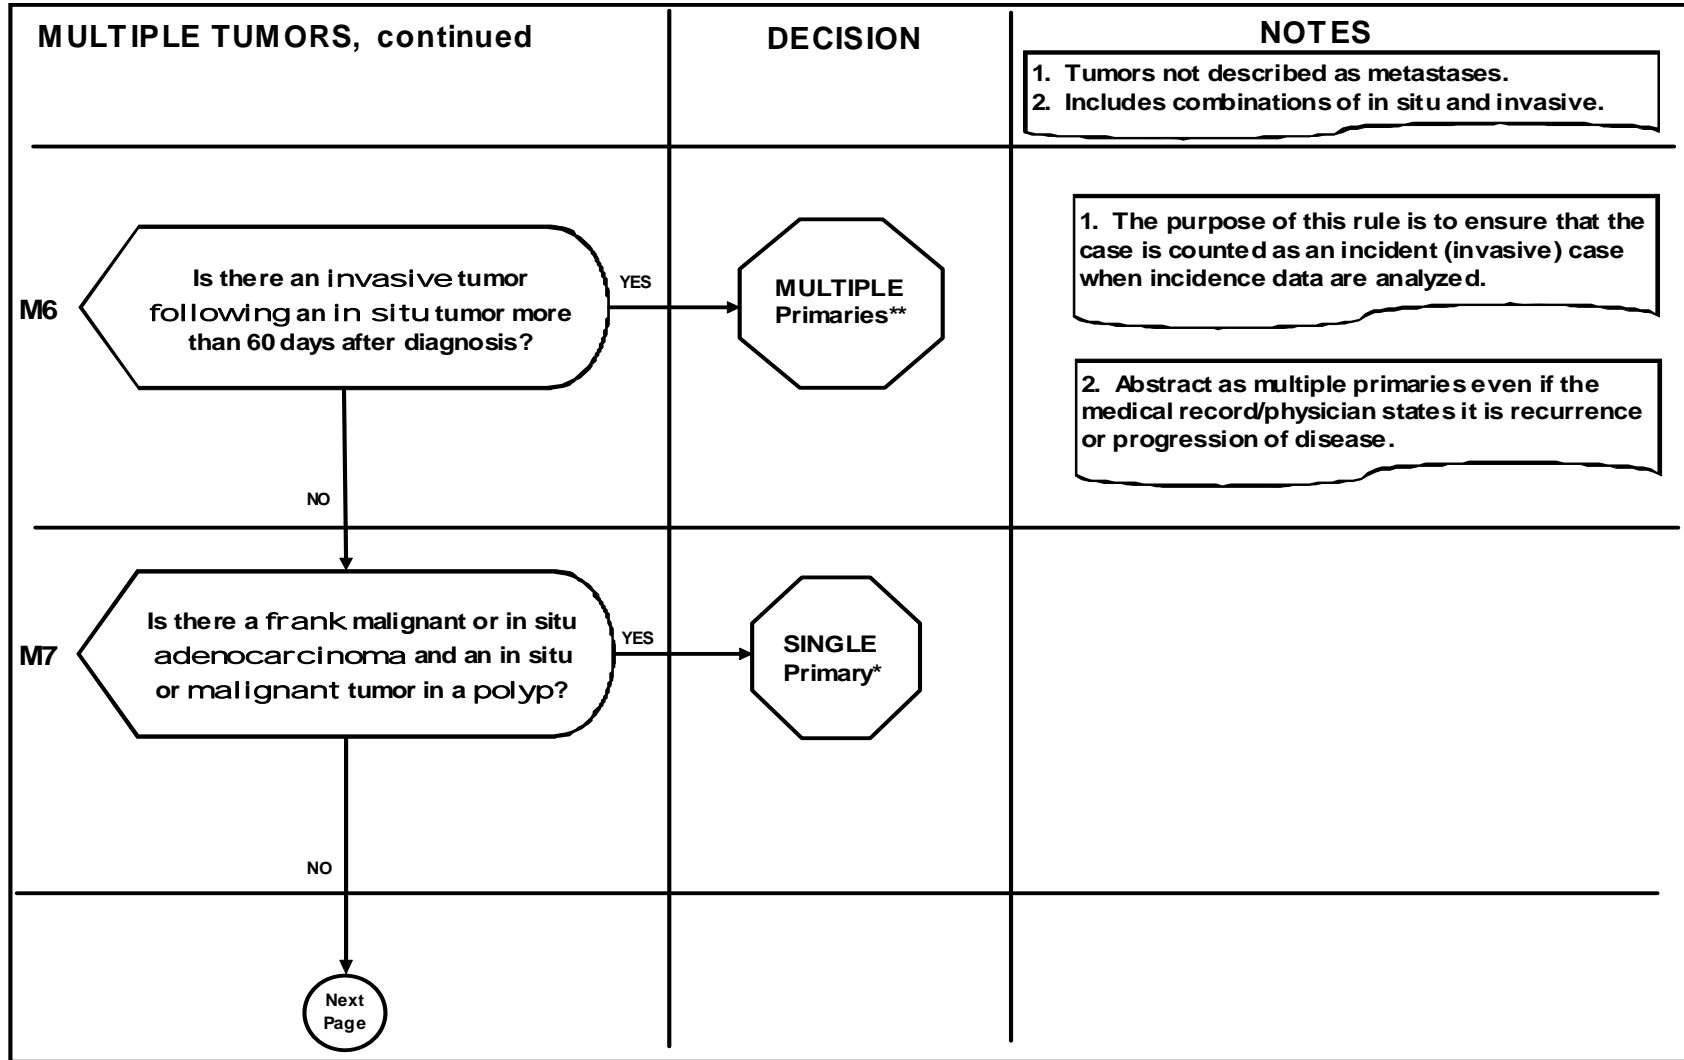 MULTIPLE TUMORS, continued
DECISION
NOTES
1. Tumors not described as metastases.
2. Includes combinations of in situ and invasive.
M6
Is there an invasive tumor
following an in situ tumor more
than 60 days after diagnosis?
YES
MULTIPLE
Primaries**
1. The purpose of this rule is to ensure that the
case is counted as an incident (invasive) case
when incidence data are analyzed.
2. Abstract as multiple primaries even if the
medical record/physician states it is recurrence
or progression of disease.
NO
M7
Is there a frank malignant or in situ
adenocarcinoma and an in situ
or malignant tumor in a polyp?
YES
SINGLE
Primary*
NO
Next
Page